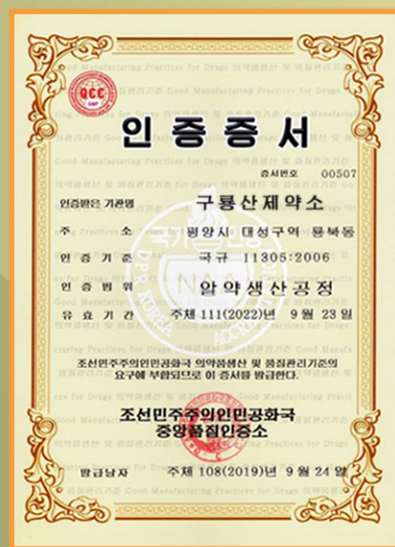 QCC
GMP
인증증서
증서번호 00507
인증받은 기관명 구룡산제약소
주 소 평양시 대성구역 룡북동
인증기준 국규 11305:2006
인증범위 알약생산공정
유효기간 주체 111(2022)년 9월 23일
조선민주주의인민공화국 의약품생산 및 품질관리기준의
요구에 부합되므로 이 증서를 발급한다.
조선민주주의인민공화국
중앙품질인증소
발급날자 주체 108(2019)년 9월 24일
국가인정
NAA
DPR KOREA